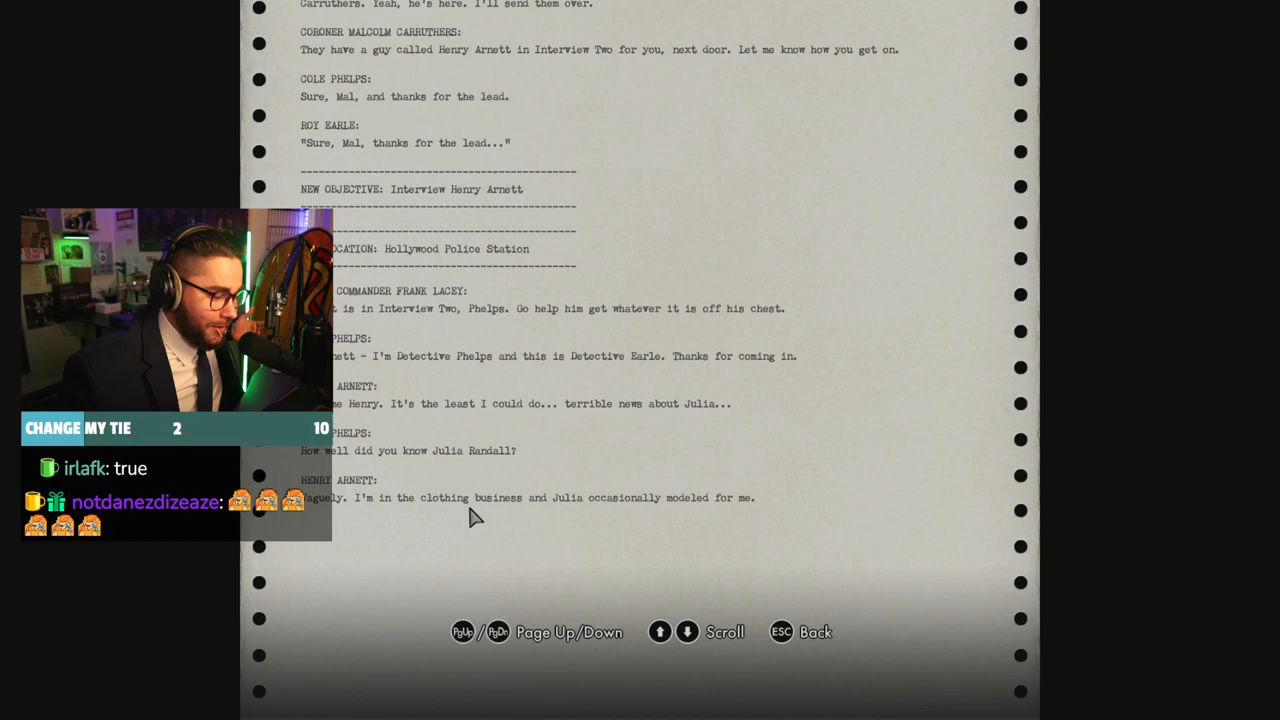 Carruthers. Yeah, he's here. I'll send them over.
CORONER MALCOLM CARRUTHERS:
They have a guy called Henry Arnett in Interview Two for you, next door. Let me know how you get on.
COLE PHELPS:
Sure, Mal, and thanks for the lead.
ROY EARLE:
"Sure, Mal, thanks for the lead..."
----------------------------------------------
NEW OBJECTIVE: Interview Henry Arnett
----------------------------------------------
----------------------------------------------
OCATION: Hollywood Police Station
----------------------------------------------
COMMANDER FRANK LACEY:
is in Interview Two, Phelps. Go help him get whatever it is off his chest.
PHELPS:
nett - I'm Detective Phelps and this is Detective Earle. Thanks for coming in.
ARNETT:
me Henry. It's the least I could do... terrible news about Julia...
PHELPS:
How well did you know Julia Randall?
HENRY ARNETT:
Vaguely. I'm in the clothing business and Julia occasionally modeled for me.
CHANGE MY TIE 2 10
irlafk: true
notdanezdizeaze:
PgUp / PgDn Page Up/Down Scroll ESC Back